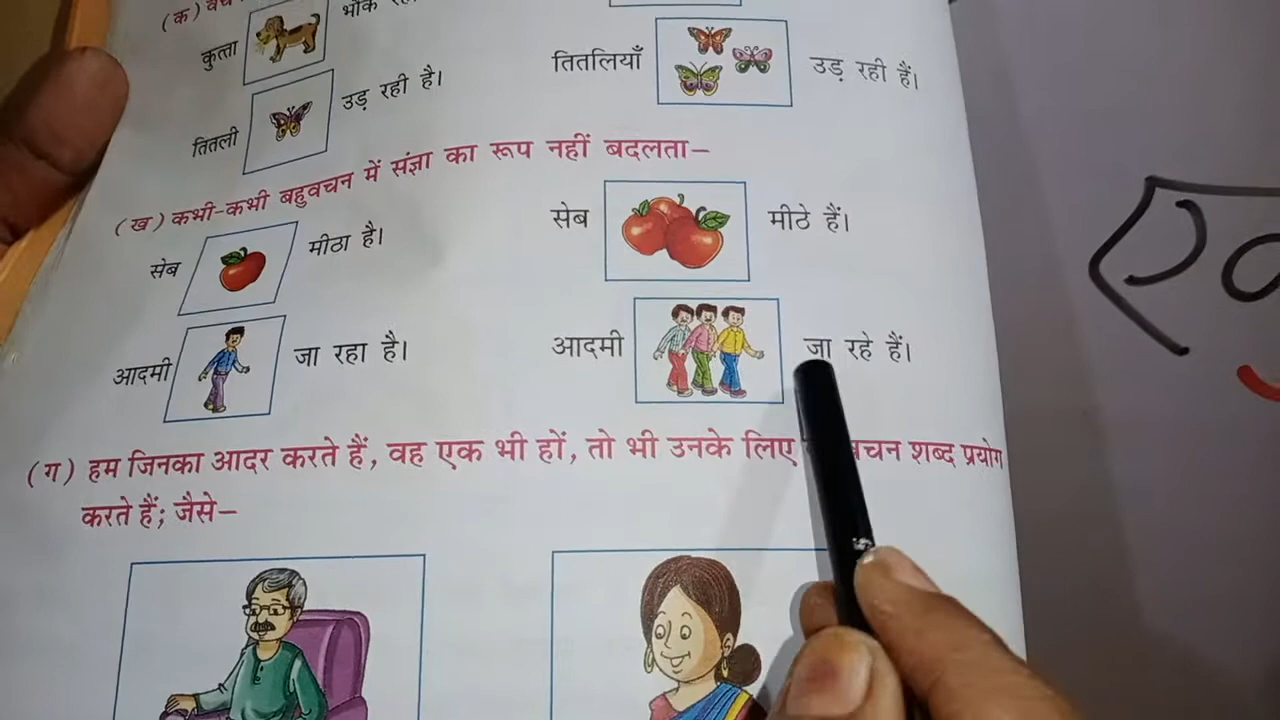 (क)
कुत्ता
तितलियाँ उड़ रही हैं।
तितली उड़ रही है।
(ख) कभी-कभी बहुवचन में संज्ञा का रूप नहीं बदलता–
सेब मीठा है। सेब मीठे हैं।
आदमी जा रहा है। आदमी जा रहे हैं।
(ग) हम जिनका आदर करते हैं, वह एक भी हों, तो भी उनके लिए वचन शब्द प्रयोग
करते हैं; जैसे–